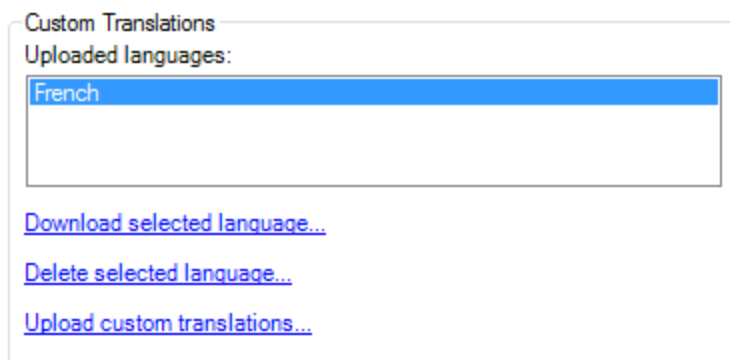 Custom Translations
Uploaded languages:
French
Download selected language...
Delete selected language...
Upload custom translations...